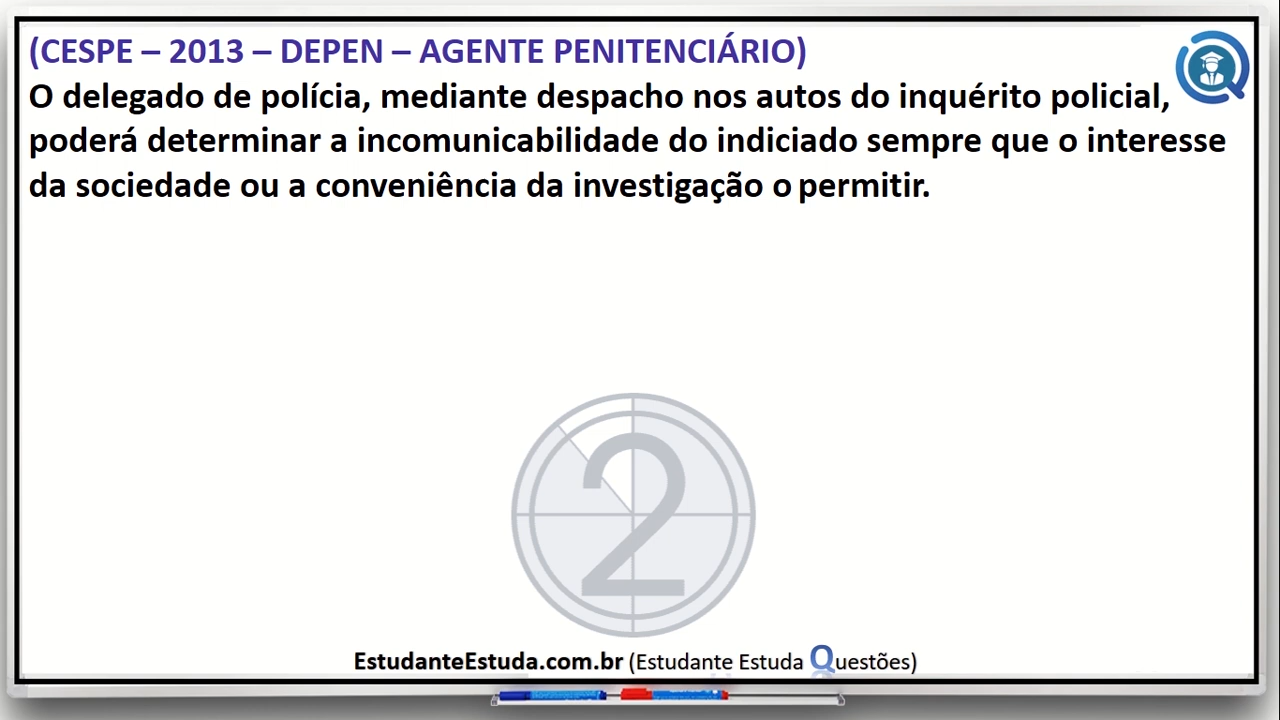 (CESPE – 2013 – DEPEN – AGENTE PENITENCIÁRIO)
O delegado de polícia, mediante despacho nos autos do inquérito policial,
poderá determinar a incomunicabilidade do indiciado sempre que o interesse
da sociedade ou a conveniência da investigação o permitir.
2
EstudanteEstuda.com.br (Estudante Estuda Questões)